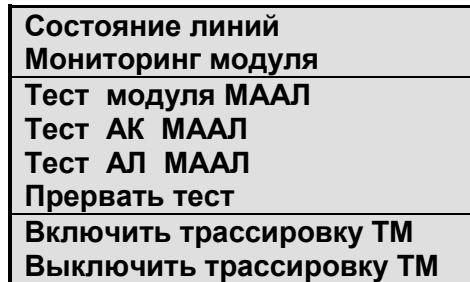 Состояние линий
Мониторинг модуля
Тест модуля МААЛ
Тест АК МААЛ
Тест АЛ МААЛ
Прервать тест
Включить трассировку ТМ
Выключить трассировку ТМ